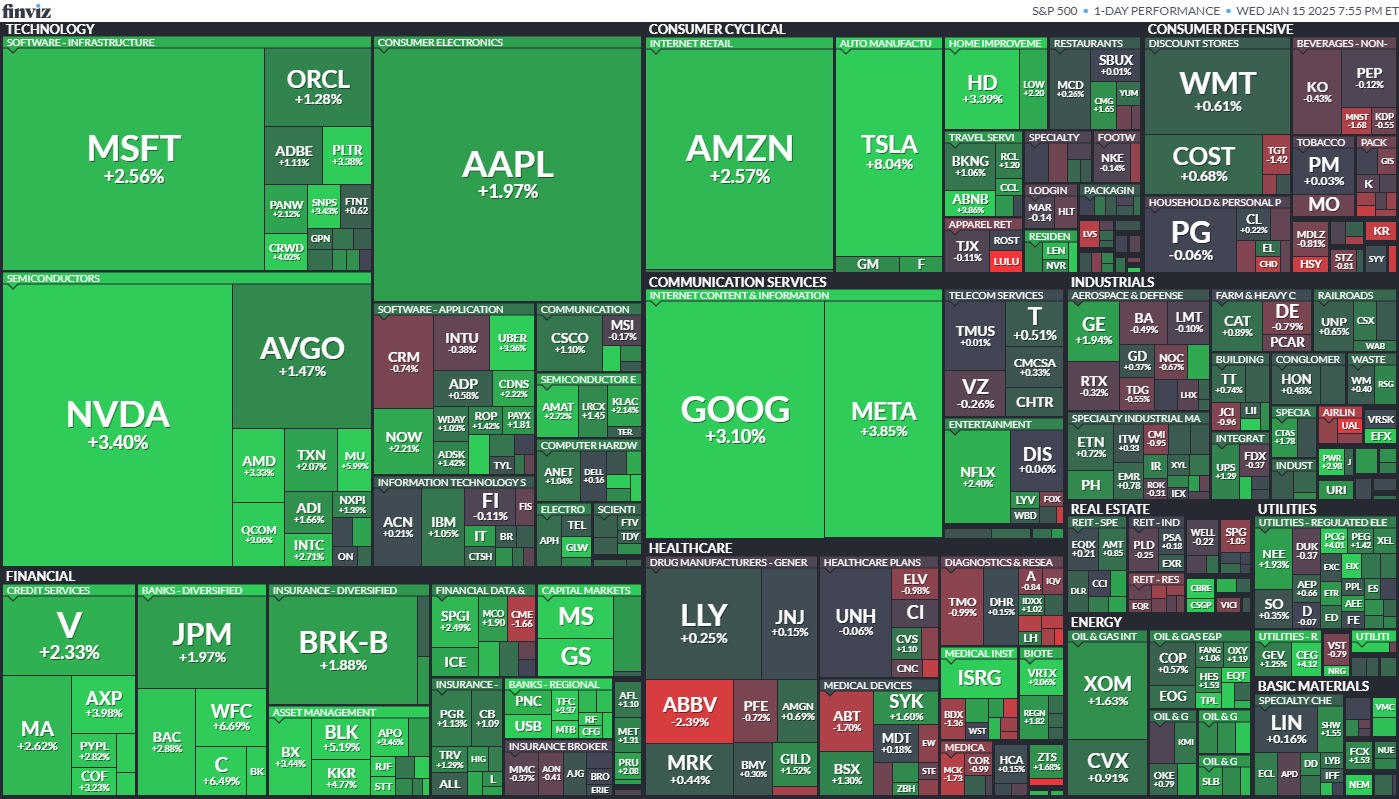 finviz
S&P 500 • 1-DAY PERFORMANCE • WED JAN 15 2025 7:55 PM ET
TECHNOLOGY
SOFTWARE - INFRASTRUCTURE
MSFT
+2.56%
ORCL
+1.28%
ADBE
+1.11%
PLTR
+3.38%
PANW
+2.12%
SNPS
+3.43%
FTNT
+0.62
CRWD
+4.02%
GPN
CONSUMER ELECTRONICS
AAPL
+1.97%
SEMICONDUCTORS
NVDA
+3.40%
AVGO
+1.47%
AMD
+3.33%
TXN
+2.07%
MU
+5.99%
QCOM
+3.06%
ADI
+1.66%
NXPI
+1.39%
INTC
+2.71%
ON
SOFTWARE - APPLICATION
CRM
-0.74%
INTU
-0.38%
UBER
+3.36%
ADP
+0.58%
CDNS
+2.22%
NOW
+2.21%
WDAY
+1.03%
ROP
+1.42%
PAYX
+1.81
ADSK
+1.42%
TYL
INFORMATION TECHNOLOGY S
ACN
+0.21%
IBM
+1.05%
FI
-0.11%
FIS
IT
BR
CTSH
COMMUNICATION
CSCO
+1.10%
MSI
-0.17%
SEMICONDUCTOR E
AMAT
+2.72%
LRCX
+1.45
KLAC
+2.14%
TER
COMPUTER HARDW
ANET
+1.04%
DELL
+0.16
ELECTRO
APH
TEL
GLW
SCIENTI
FTV
TDY
CONSUMER CYCLICAL
INTERNET RETAIL
AMZN
+2.57%
AUTO MANUFACTU
TSLA
+8.04%
GM
F
HOME IMPROVEME
HD
+3.39%
LOW
+2.20
RESTAURANTS
MCD
+0.26%
SBUX
+0.01%
CMG
+1.65
YUM
TRAVEL SERVI
BKNG
+1.06%
RCL
+1.20
ABNB
+3.86%
CCL
SPECIALTY
FOOTW
NKE
-0.14%
LODGIN
MAR
-0.14
HLT
PACKAGIN
APPAREL RET
TJX
-0.11%
ROST
LULU
RESIDEN
LEN
NVR
LVS
CONSUMER DEFENSIVE
DISCOUNT STORES
WMT
+0.61%
COST
+0.68%
TGT
-1.42
BEVERAGES - NON-
KO
-0.43%
PEP
-0.12%
MNST
-1.68
KDP
-0.55
TOBACCO
PM
+0.03%
MO
PACK
GIS
K
HOUSEHOLD & PERSONAL P
PG
-0.06%
CL
+0.22%
EL
CHD
MDLZ
-0.81%
HSY
STZ
-0.81
KR
SYY
COMMUNICATION SERVICES
INTERNET CONTENT & INFORMATION
GOOG
+3.10%
META
+3.85%
TELECOM SERVICES
TMUS
+0.01%
T
+0.51%
CMCSA
+0.33%
VZ
-0.26%
CHTR
ENTERTAINMENT
NFLX
+2.40%
DIS
+0.06%
LYV
FOX
WBD
INDUSTRIALS
AEROSPACE & DEFENSE
GE
+1.94%
BA
-0.49%
LMT
-0.10%
RTX
-0.32%
GD
+0.37%
NOC
-0.67%
TDG
-0.55%
LHX
FARM & HEAVY C
CAT
+0.89%
DE
-0.79%
PCAR
RAILROADS
UNP
+0.65%
CSX
WAB
BUILDING
TT
+0.74%
JCI
-0.96
LII
CONGLOMER
HON
+0.48%
WASTE
WM
+0.40
RSG
SPECIALTY INDUSTRIAL MA
ETN
+0.72%
ITW
+0.33
CMI
-0.95
PH
EMR
+0.78
IR
XYL
ROK
-0.31
IEX
INTEGRAT
UPS
+1.29
FDX
-0.37
SPECIA
CTAS
+1.78
AIRLIN
UAL
VRSK
EFX
INDUST
PWR
+2.98
J
URI
HEALTHCARE
DRUG MANUFACTURERS - GENER
LLY
+0.25%
JNJ
+0.15%
ABBV
-2.39%
PFE
-0.72%
AMGN
+0.69%
MRK
+0.44%
BMY
+0.30%
GILD
+1.52%
HEALTHCARE PLANS
UNH
-0.06%
ELV
-0.98%
CI
CVS
+1.10
CNC
MEDICAL DEVICES
ABT
-1.70%
SYK
+1.60%
MDT
+0.18%
EW
BSX
+1.30%
STE
ZBH
DIAGNOSTICS & RESEA
TMO
-0.99%
DHR
+0.15%
A
-0.84
IQV
IDXX
+1.02
LH
MEDICAL INST
ISRG
BDX
-1.36
WST
BIOTE
VRTX
+3.06%
REGN
+1.82
MEDICA
MCK
-1.73
COR
-0.99
HCA
+0.15%
ZTS
+1.68%
REAL ESTATE
REIT - SPE
EQIX
+0.21
AMT
+0.85
DLR
CCI
REIT - IND
PLD
-0.25
PSA
+0.18
EXR
WELL
-0.22
SPG
-1.05
REIT - RES
EQR
CBRE
CSGP
VICI
UTILITIES
UTILITIES - REGULATED ELE
NEE
+1.93%
DUK
-0.37
PCG
+4.01
PEG
+1.42
XEL
EXC
EIX
SO
+0.35%
AEP
+0.66
ETR
PPL
ES
D
-0.07
AEE
ED
FE
UTILITIES - R
GEV
+1.25%
CEG
+4.12
VST
-0.79
NRG
UTILITI
ENERGY
OIL & GAS INT
XOM
+1.63%
CVX
+0.91%
OIL & GAS E&P
COP
+0.57%
FANG
+1.06
OXY
+1.19
EOG
HES
+1.53
EQT
TPL
OIL & G
KMI
OKE
+0.79
OIL & G
OIL & G
SLB
BASIC MATERIALS
SPECIALTY CHE
LIN
+0.16%
SHW
+1.55
VMC
ECL
APD
DD
LYB
IFF
FCX
+1.53
NUE
NEM
FINANCIAL
CREDIT SERVICES
V
+2.33%
MA
+2.62%
AXP
+3.98%
PYPL
+2.82%
COF
+3.23%
BANKS - DIVERSIFIED
JPM
+1.97%
BAC
+2.88%
WFC
+6.69%
C
+6.49%
BK
INSURANCE - DIVERSIFIED
BRK-B
+1.88%
ASSET MANAGEMENT
BX
+3.44%
BLK
+5.19%
KKR
+4.77%
APO
+3.46%
RJF
STT
FINANCIAL DATA &
SPGI
+2.49%
MCO
+1.90
CME
-1.66
ICE
CAPITAL MARKETS
MS
GS
INSURANCE -
PGR
+1.13%
CB
+1.09
TRV
+1.29%
HIG
ALL
L
BANKS - REGIONAL
PNC
TFC
+2.37
USB
MTB
RF
CFG
INSURANCE BROKER
MMC
-0.37%
AON
-0.41
AJG
BRO
ERIE
AFL
+1.10
MET
+1.31
PRU
+2.08